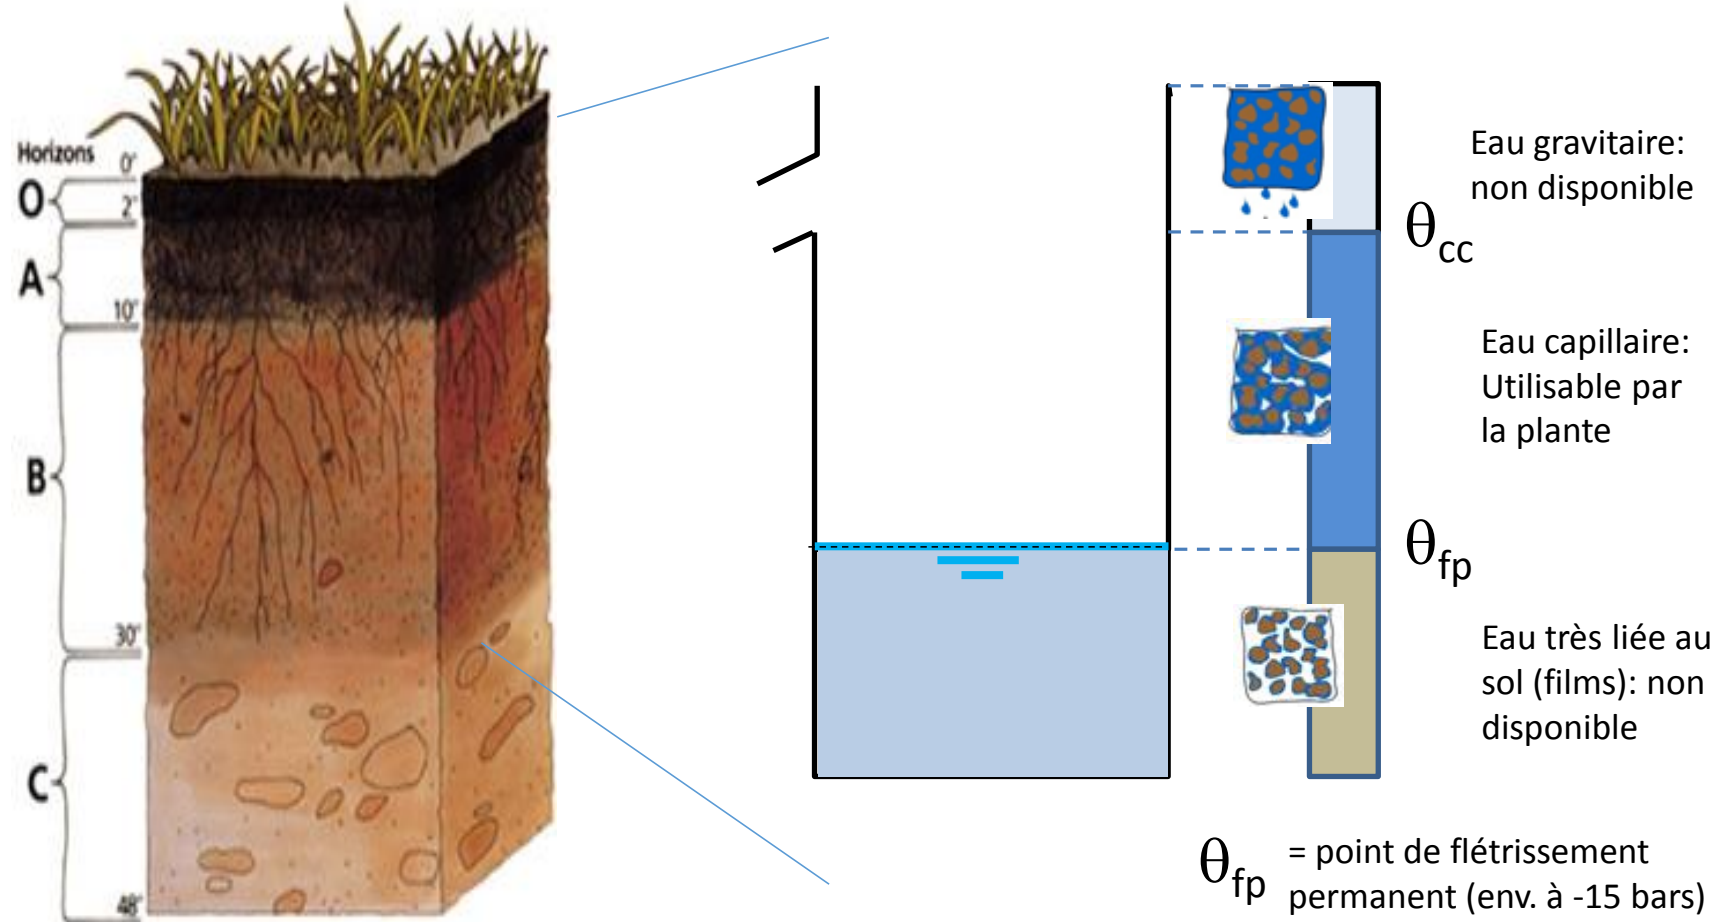 Horizons
0"
O
2"
A
10"
B
30"
C
48"
Eau gravitaire:
non disponible
θcc
Eau capillaire:
Utilisable par
la plante
θfp
Eau très liée au
sol (films): non
disponible
θfp = point de flétrissement
permanent (env. à -15 bars)